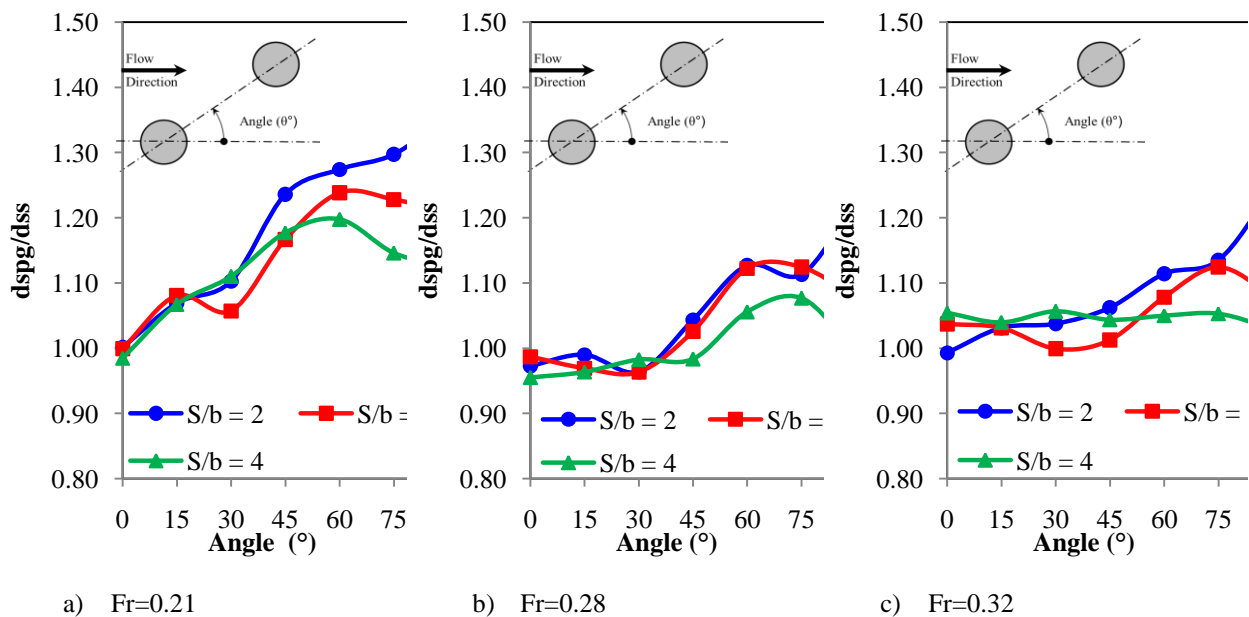 1.50
1.40
1.30
1.20
1.10
1.00
0.90
0.80
dspg/dss
Flow
Direction
Angle (θ°)
S/b = 2
S/b =
S/b = 4
0 15 30 45 60 75
Angle (°)
a) Fr=0.21
1.50
1.40
1.30
1.20
1.10
1.00
0.90
0.80
dspg/dss
Flow
Direction
Angle (θ°)
S/b = 2
S/b =
S/b = 4
0 15 30 45 60 75
Angle (°)
b) Fr=0.28
1.50
1.40
1.30
1.20
1.10
1.00
0.90
0.80
dspg/dss
Flow
Direction
Angle (θ°)
S/b = 2
S/b =
S/b = 4
0 15 30 45 60 75
Angle (°)
c) Fr=0.32